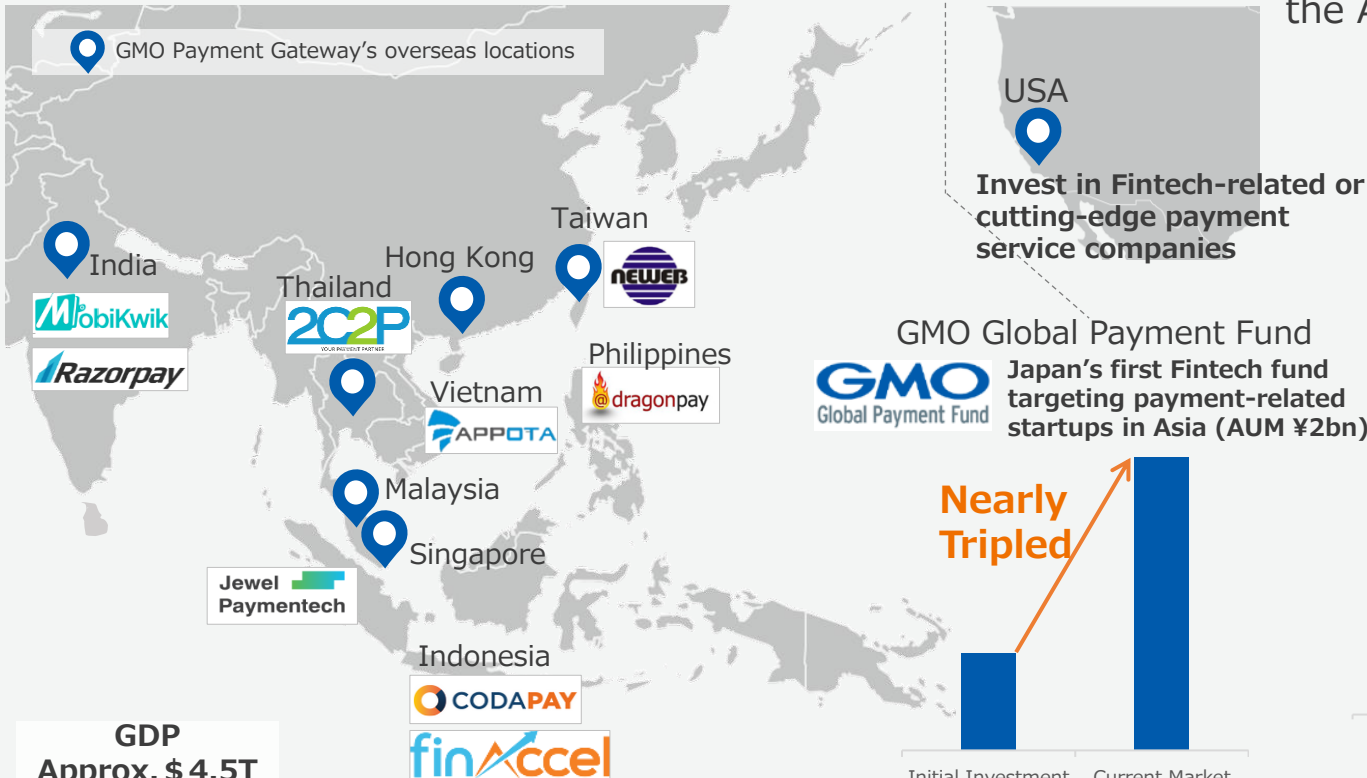 the A
GMO Payment Gateway's overseas locations
USA
Invest in Fintech-related or
cutting-edge payment
service companies
Taiwan
NEWEB
Hong Kong
India
MobiKwik
Razorpay
Thailand
2C2P
YOUR PAYMENT PARTNER
Philippines
dragonpay
Vietnam
APPOTA
GMO Global Payment Fund
GMO
Global Payment Fund
Japan's first Fintech fund
targeting payment-related
startups in Asia (AUM ¥2bn)
Malaysia
Singapore
Jewel
Paymentech
Nearly
Tripled
Indonesia
CODAPAY
finAccel
GDP
Approx. $4.5T
Initial Investment
Current Market